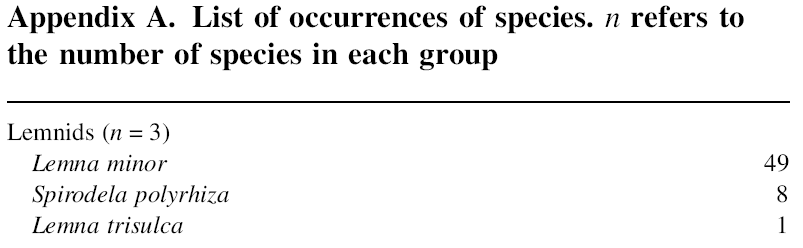 Appendix A. List of occurrences of species. n refers to
the number of species in each group
Lemnids (n = 3)
Lemna minor 49
Spirodela polyrhiza 8
Lemna trisulca 1